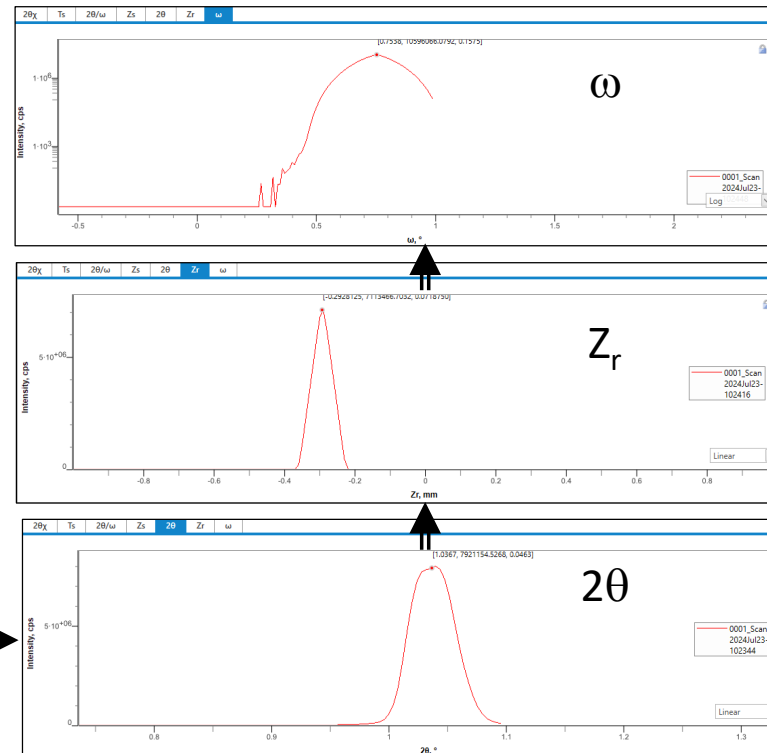 2θχ Ts 2θ/ω Zs 2θ Zr ω
[0.7538, 10596066.0792, 0.1575]
1·10⁶
1·10³
Intensity, cps
ω
0001_Scan
2024Jul23-
Log
-0.5 0 0.5 1 1.5 2
ω, °
2θχ Ts 2θ/ω Zs 2θ Zr ω
[-0.2928125, 7113466.7032, 0.0718750]
5·10⁺⁰⁶
0
Intensity, cps
Zᵣ
0001_Scan
2024Jul23-
102416
Linear
-0.8 -0.6 -0.4 -0.2 0 0.2 0.4 0.6 0.8
Zr, mm
2θχ Ts 2θ/ω Zs 2θ Zr ω
[1.0367, 7921154.5268, 0.0463]
5·10⁺⁰⁶
0
Intensity, cps
2θ
0001_Scan
2024Jul23-
102344
Linear
0.8 0.9 1 1.1 1.2 1.3
2θ, °